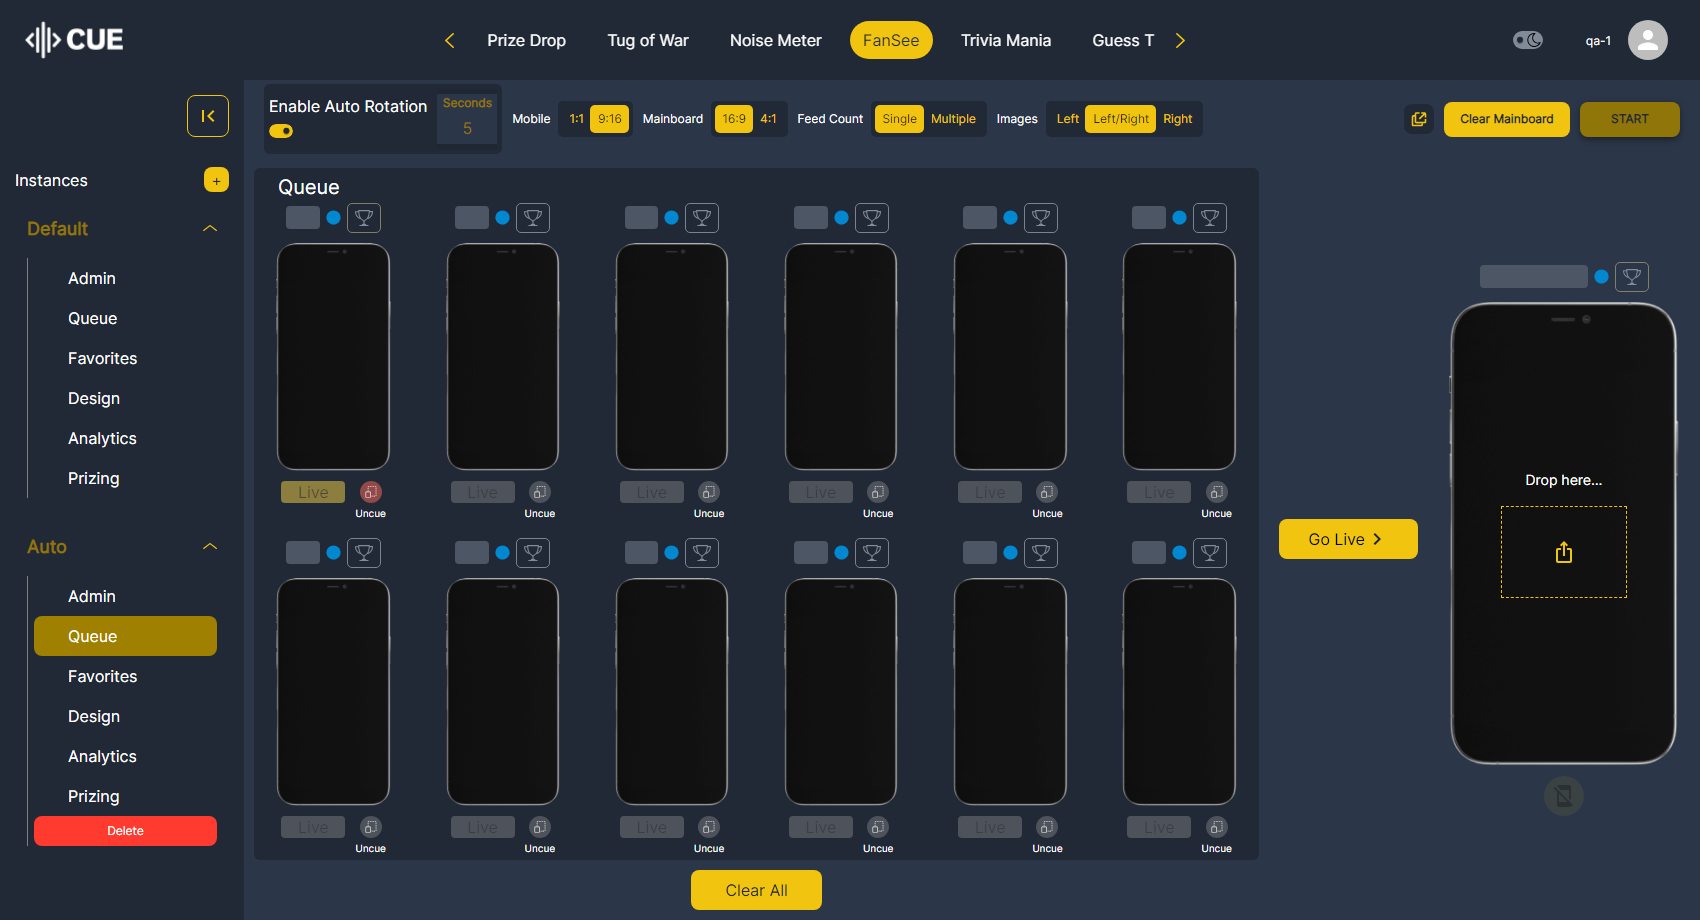 CUE
Prize Drop
Tug of War
Noise Meter
FanSee
Trivia Mania
Guess T
qa-1
Enable Auto Rotation
Seconds
5
Mobile
1:1
9:16
Mainboard
16:9
4:1
Feed Count
Single
Multiple
Images
Left
Left/Right
Right
Clear Mainboard
START
Instances
+
Default
Admin
Queue
Favorites
Design
Analytics
Prizing
Auto
Admin
Queue
Favorites
Design
Analytics
Prizing
Delete
Queue
Live
Uncue
Live
Uncue
Live
Uncue
Live
Uncue
Live
Uncue
Live
Uncue
Live
Uncue
Live
Uncue
Live
Uncue
Live
Uncue
Live
Uncue
Live
Uncue
Clear All
Go Live
Drop here...